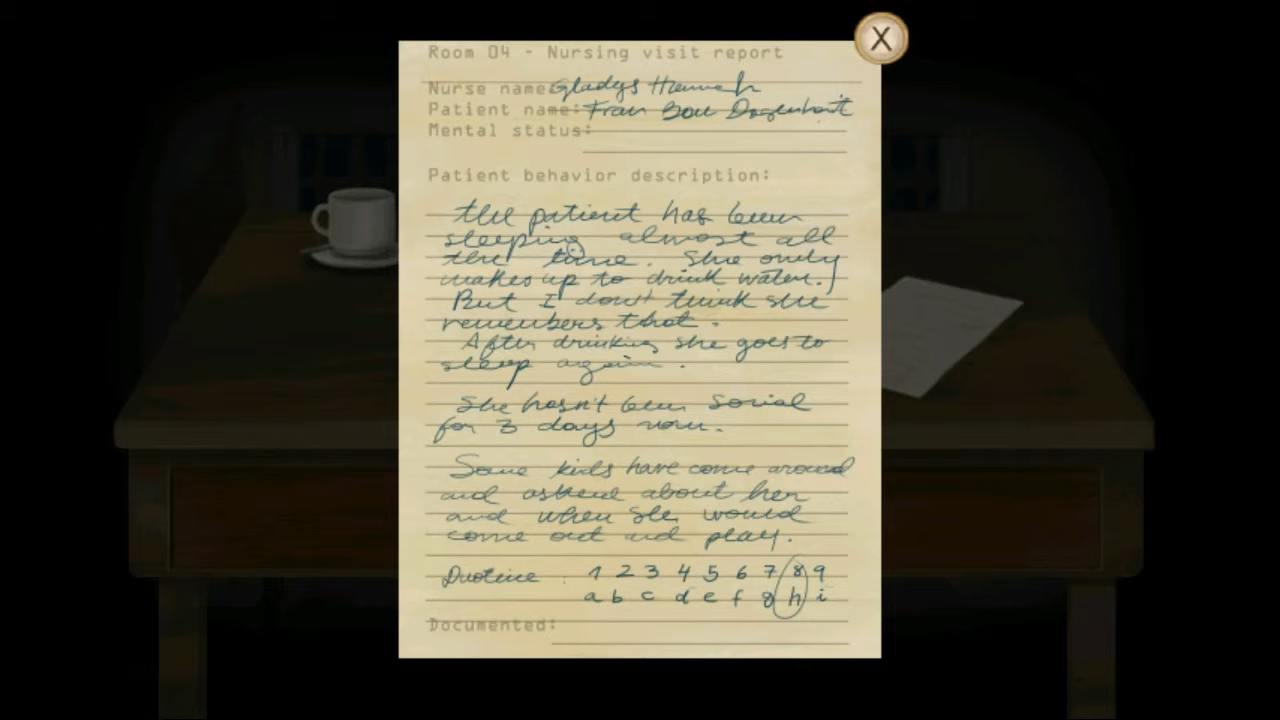 X
Room 04 - Nursing visit report
Nurse name: Gladys Hannah
Patient name: Fran Bow Dagenhart
Mental status:
Patient behavior description:
the patient has been
sleeping almost all
the time. She only
wakes up to drink water.
But I don't think she
remembers that.
After drinking she goes to
sleep again.
She hasn't been social
for 3 days now.
Some kids have come around
and asked about her
and when she would
come out and play.
Duotine : 1 2 3 4 5 6 7 8 9
a b c d e f g h i
Documented: